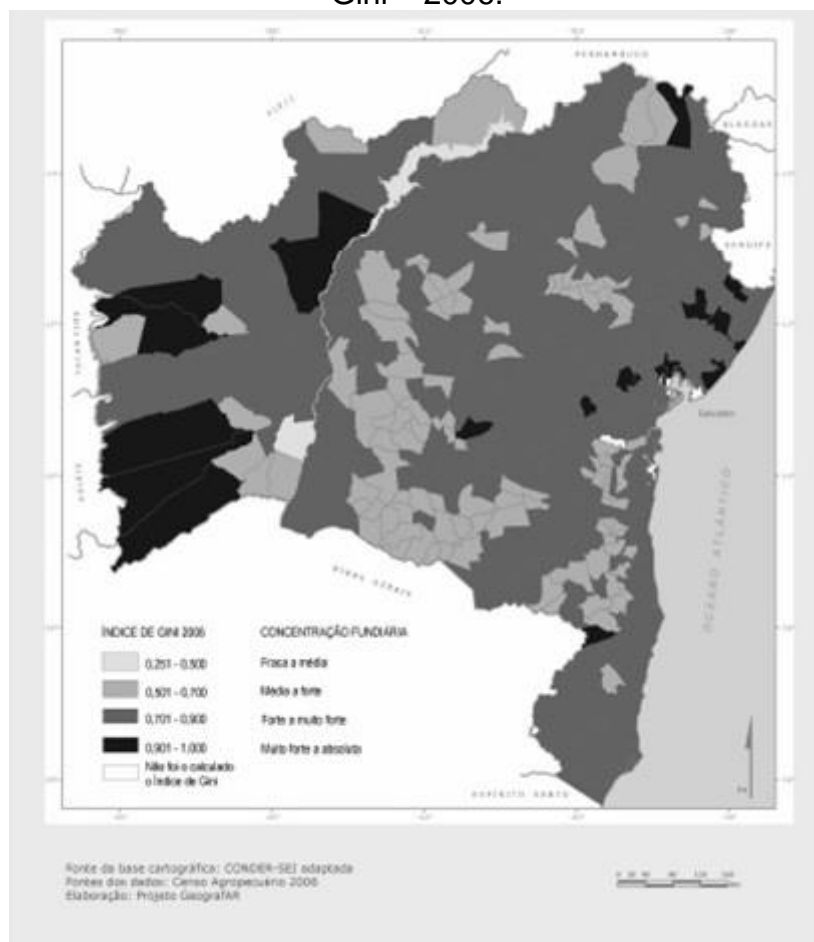 Gini – 2006.
PERNAMBUCO
PIAUÍ
ALAGOAS
SERGIPE
TOCANTINS
Salvador
GOIÁS
OCEANO ATLÂNTICO
MINAS GERAIS
ÍNDICE DE GINI 2006 CONCENTRAÇÃO FUNDIÁRIA
0,251 - 0,500 Fraca a média
0,501 - 0,700 Média a forte
0,701 - 0,900 Forte a muito forte
0,901 - 1,000 Muito forte a absoluta
Não foi o calculado
o Índice de Gini
ESPÍRITO SANTO
Fonte da base cartográfica: CONDER-SEI adaptada
Fontes dos dados: Censo Agropecuário 2006
Elaboração: Projeto GeografAR